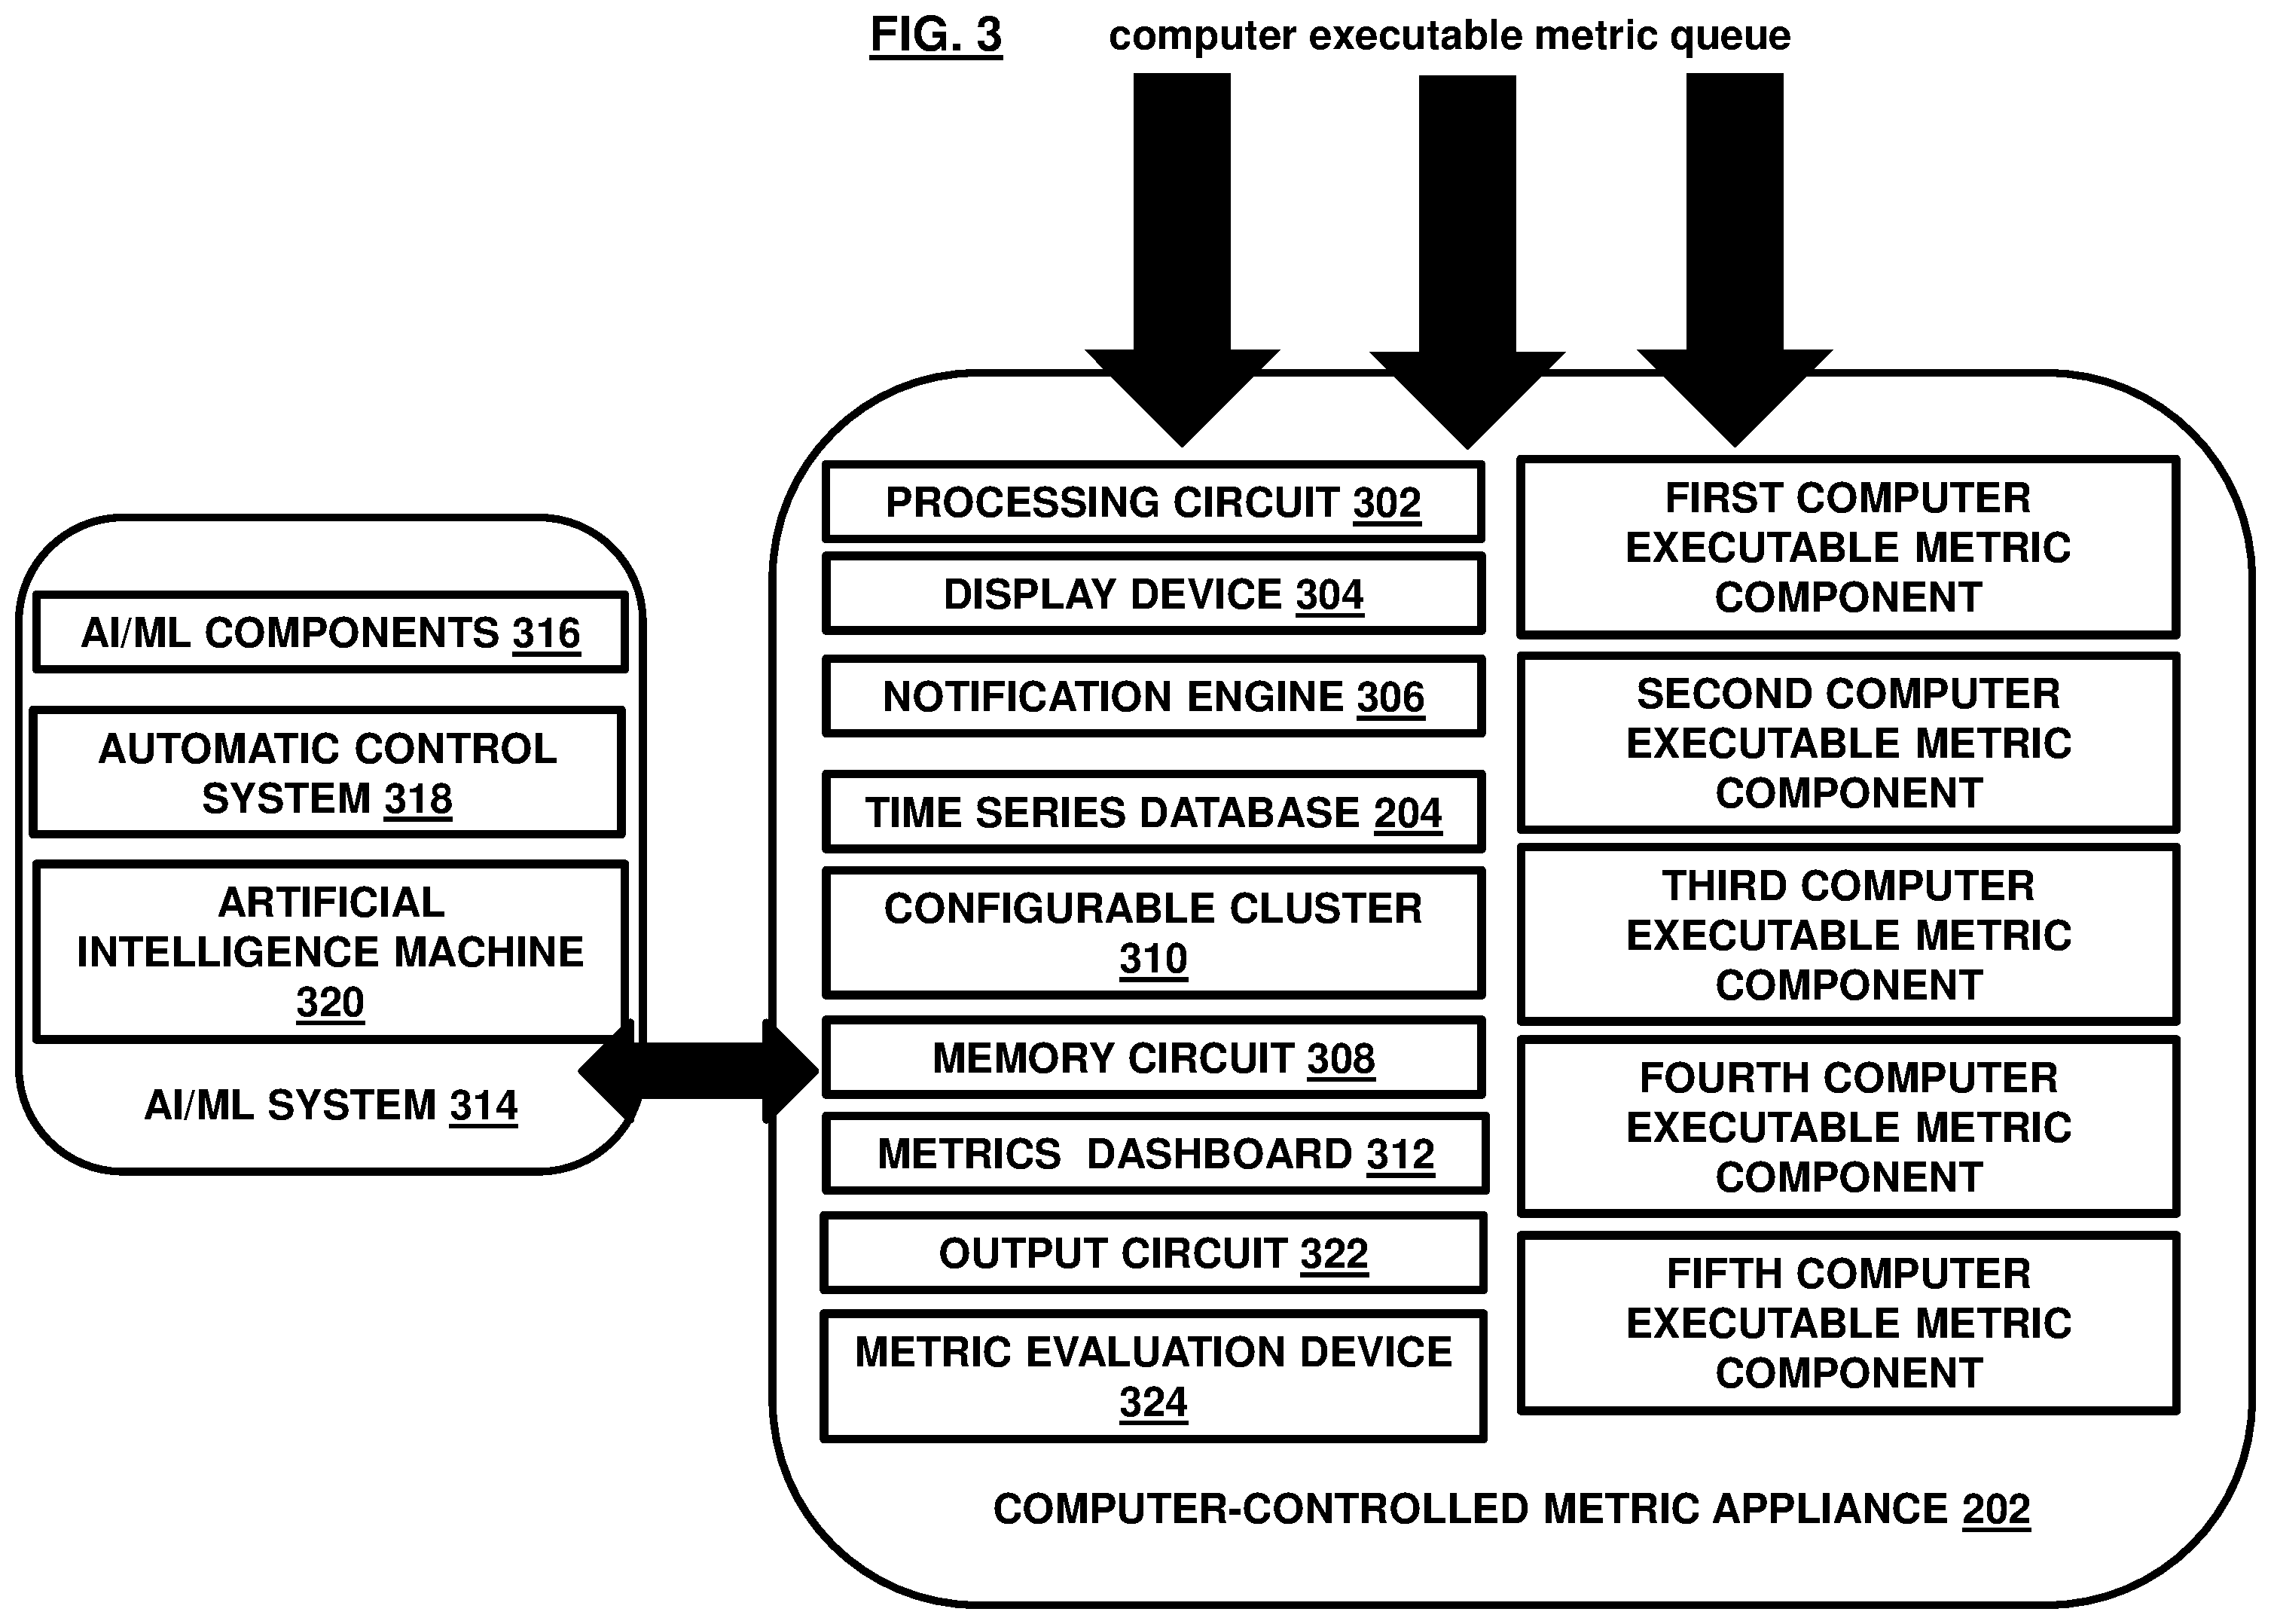 FIG. 3
computer executable metric queue
AI/ML COMPONENTS 316
AUTOMATIC CONTROL
SYSTEM 318
ARTIFICIAL
INTELLIGENCE MACHINE
320
AI/ML SYSTEM 314
PROCESSING CIRCUIT 302
DISPLAY DEVICE 304
NOTIFICATION ENGINE 306
TIME SERIES DATABASE 204
CONFIGURABLE CLUSTER
310
MEMORY CIRCUIT 308
METRICS DASHBOARD 312
OUTPUT CIRCUIT 322
METRIC EVALUATION DEVICE
324
FIRST COMPUTER
EXECUTABLE METRIC
COMPONENT
SECOND COMPUTER
EXECUTABLE METRIC
COMPONENT
THIRD COMPUTER
EXECUTABLE METRIC
COMPONENT
FOURTH COMPUTER
EXECUTABLE METRIC
COMPONENT
FIFTH COMPUTER
EXECUTABLE METRIC
COMPONENT
COMPUTER-CONTROLLED METRIC APPLIANCE 202